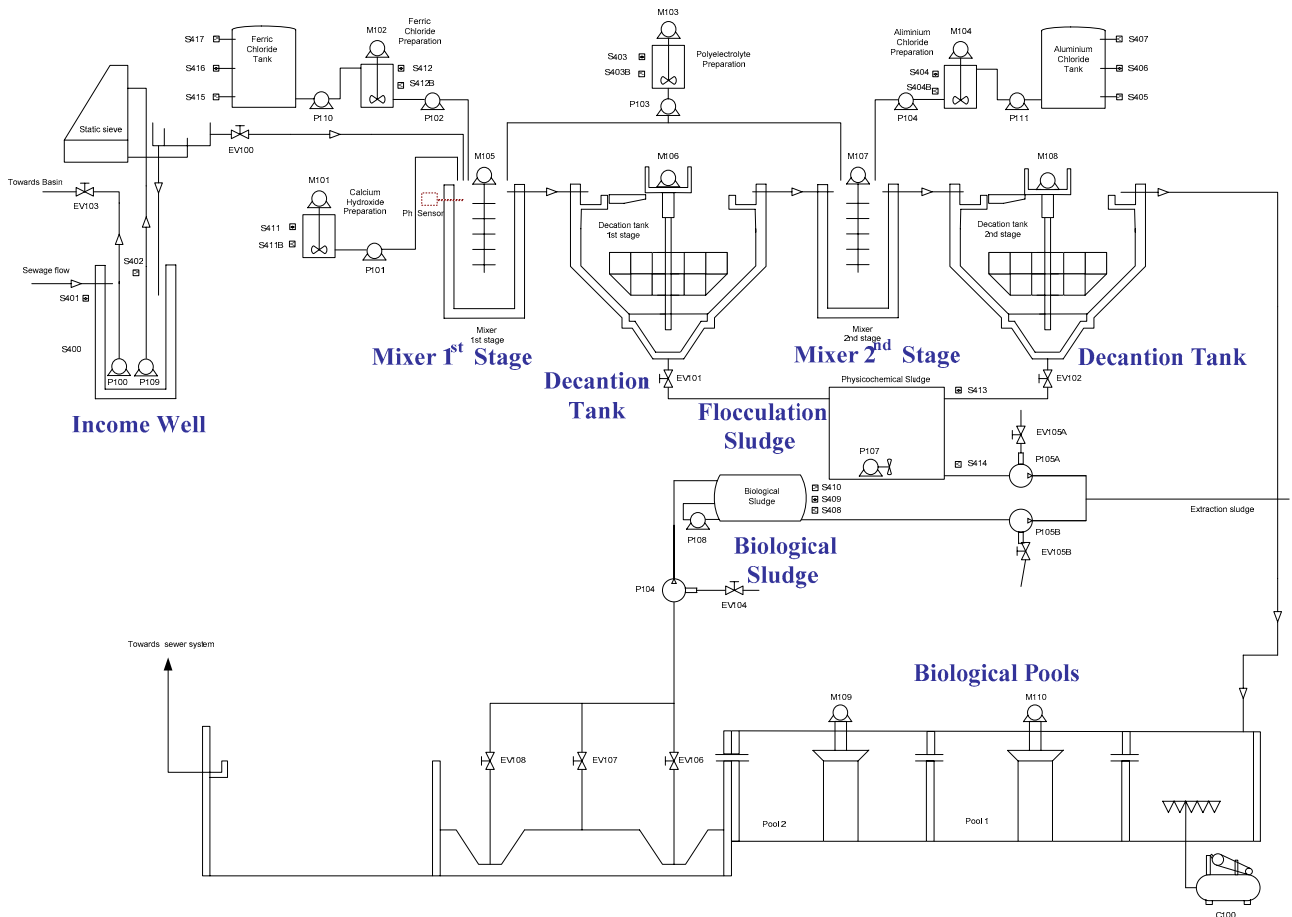 M103
M102
Ferric
Chloride
Preparation
M104
Aliminium
Chloride
Preparation
S417
Ferric
Chloride
Tank
S416
S415
S412
S412B
P110
P102
S403
S403B
Polyelectrolyte
Preparation
P103
S404
S404B
P104
P111
Aluminium
Chloride
Tank
S407
S406
S405
Static sieve
EV100
Towards Basin
EV103
M101
Calcium
Hydroxide
Preparation
Ph Sensor
S411
S411B
P101
M105
M106
M107
M108
Decation tank
1st stage
Decation tank
2nd stage
Sewage flow
S402
S401
S400
P100
P109
Income Well
Mixer
1st stage
Mixer 1st Stage
Mixer
2nd stage
Mixer 2nd Stage
Decantion
Tank
EV101
Decantion Tank
EV102
Physicochemical Sludge
S413
Flocculation
Sludge
P107
S414
EV105A
P105A
Biological
Sludge
S410
S409
S408
P108
Extraction sludge
P105B
EV105B
Biological
Sludge
P104
EV104
Towards sewer system
Biological Pools
M109
M110
EV108
EV107
EV106
Pool 2
Pool 1
C100